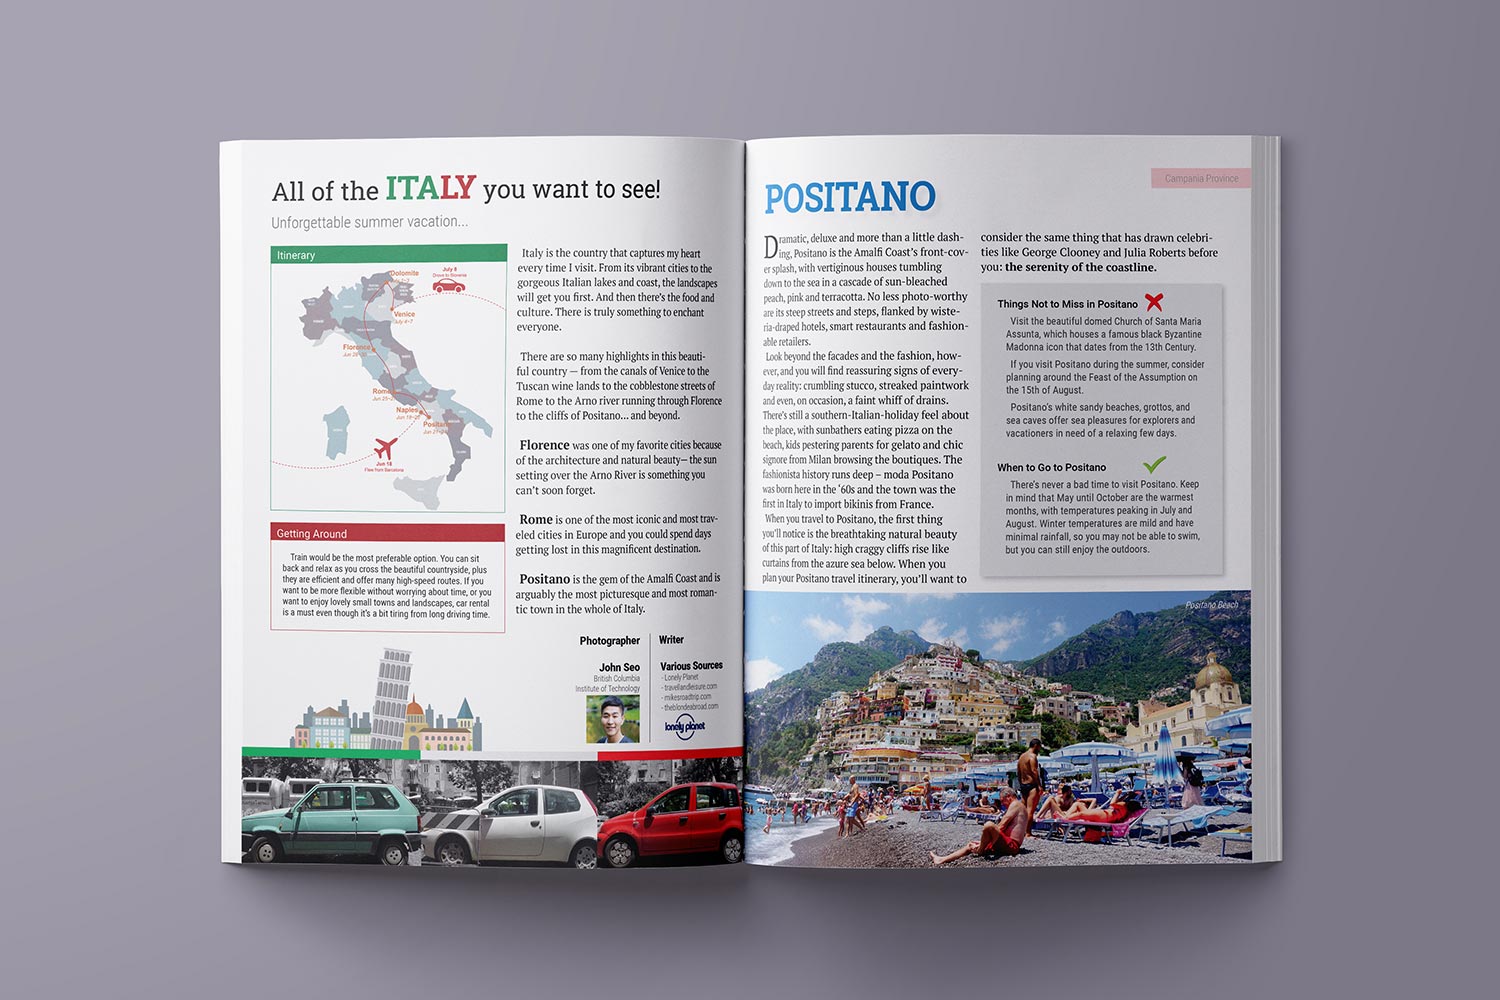 All of the ITALY you want to see!
Unforgettable summer vacation...
Itinerary
Dolomite
July 8
Drove to Slovenia
Venice
July 4-7
Florence
Rome
Naples
Positano
Jun 18
Flew from Barcelona
Getting Around
Train would be the most preferable option. You can sit
back and relax as you cross the beautiful countryside, plus
they are efficient and offer many high-speed routes. If you
want to be more flexible without worrying about time, or you
want to enjoy lovely small towns and landscapes, car rental
is a must even though it's a bit tiring from long driving time.
Italy is the country that captures my heart
every time I visit. From its vibrant cities to the
gorgeous Italian lakes and coast, the landscapes
will get you first. And then there's the food and
culture. There is truly something to enchant
everyone.
There are so many highlights in this beauti-
ful country — from the canals of Venice to the
Tuscan wine lands to the cobblestone streets of
Rome to the Arno river running through Florence
to the cliffs of Positano... and beyond.
Florence was one of my favorite cities because
of the architecture and natural beauty— the sun
setting over the Arno River is something you
can't soon forget.
Rome is one of the most iconic and most trav-
eled cities in Europe and you could spend days
getting lost in this magnificent destination.
Positano is the gem of the Amalfi Coast and is
arguably the most picturesque and most roman-
tic town in the whole of Italy.
Photographer
John Seo
British Columbia
Institute of Technology
Writer
Various Sources
- Lonely Planet
- travelandleisure.com
- mikesroadtrip.com
- theblondeabroad.com
lonely planet
Campania Province
POSITANO
Dramatic, deluxe and more than a little dash-
ing, Positano is the Amalfi Coast's front-cov-
er splash, with vertiginous houses tumbling
down to the sea in a cascade of sun-bleached
peach, pink and terracotta. No less photo-worthy
are its steep streets and steps, flanked by wiste-
ria-draped hotels, smart restaurants and fashion-
able retailers.
Look beyond the facades and the fashion, how-
ever, and you will find reassuring signs of every-
day reality: crumbling stucco, streaked paintwork
and even, on occasion, a faint whiff of drains.
There's still a southern-Italian-holiday feel about
the place, with sunbathers eating pizza on the
beach, kids pestering parents for gelato and chic
signore from Milan browsing the boutiques. The
fashionista history runs deep – moda Positano
was born here in the '60s and the town was the
first in Italy to import bikinis from France.
When you travel to Positano, the first thing
you'll notice is the breathtaking natural beauty
of this part of Italy: high craggy cliffs rise like
curtains from the azure sea below. When you
plan your Positano travel itinerary, you'll want to
consider the same thing that has drawn celebri-
ties like George Clooney and Julia Roberts before
you: the serenity of the coastline.
Things Not to Miss in Positano
Visit the beautiful domed Church of Santa Maria
Assunta, which houses a famous black Byzantine
Madonna icon that dates from the 13th Century.
If you visit Positano during the summer, consider
planning around the Feast of the Assumption on
the 15th of August.
Positano's white sandy beaches, grottos, and
sea caves offer sea pleasures for explorers and
vacationers in need of a relaxing few days.
When to Go to Positano
There's never a bad time to visit Positano. Keep
in mind that May until October are the warmest
months, with temperatures peaking in July and
August. Winter temperatures are mild and have
minimal rainfall, so you may not be able to swim,
but you can still enjoy the outdoors.
Positano Beach